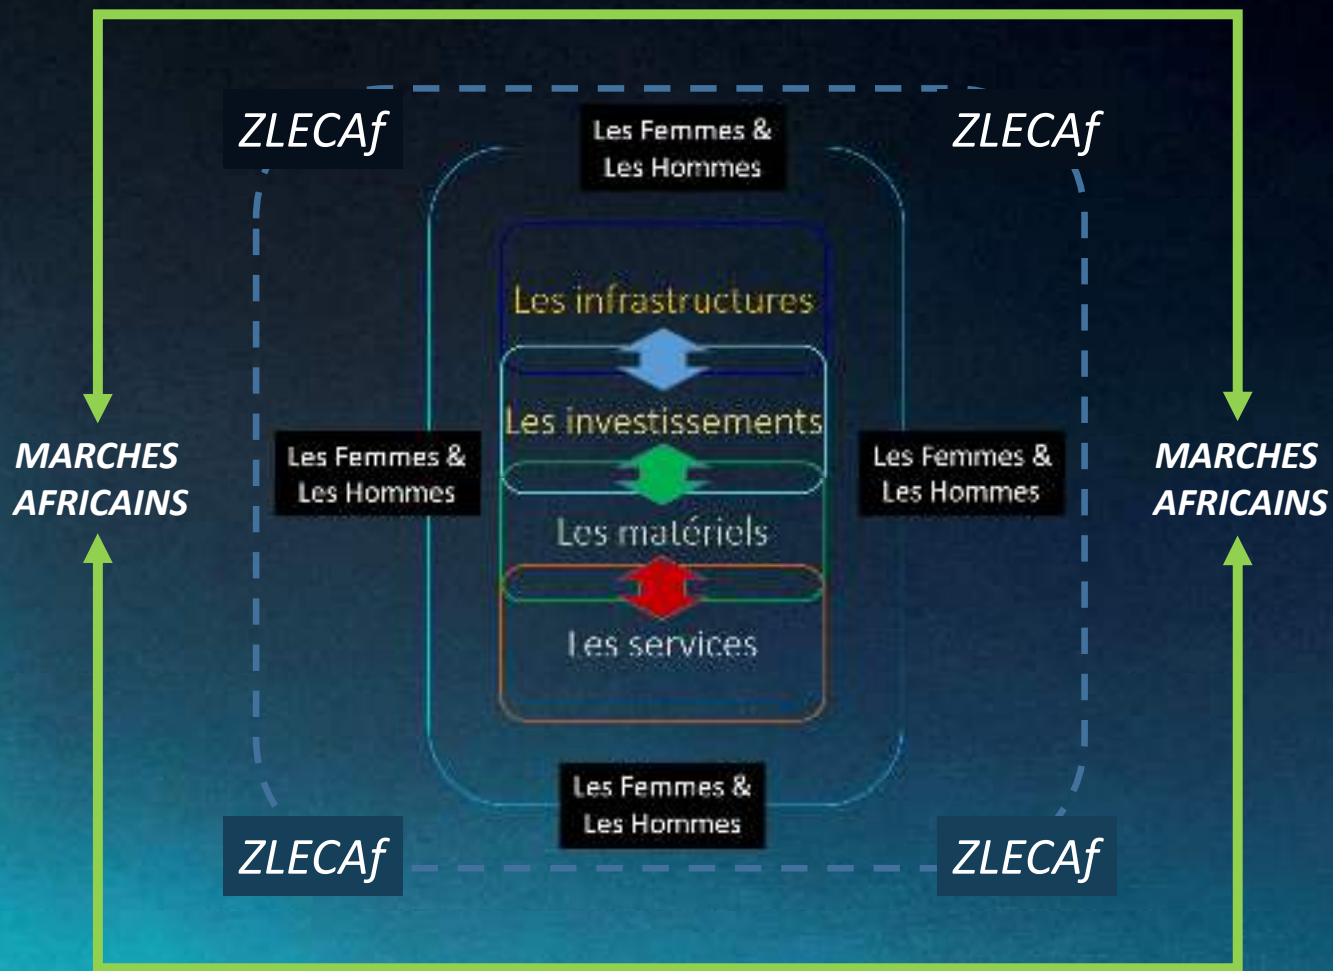 ZLECAf
ZLECAf
Les Femmes &
Les Hommes
Les infrastructures
Les investissements
MARCHES
AFRICAINS
Les Femmes &
Les Hommes
Les Femmes &
Les Hommes
MARCHES
AFRICAINS
Les matériels
Les services
Les Femmes &
Les Hommes
ZLECAf
ZLECAf